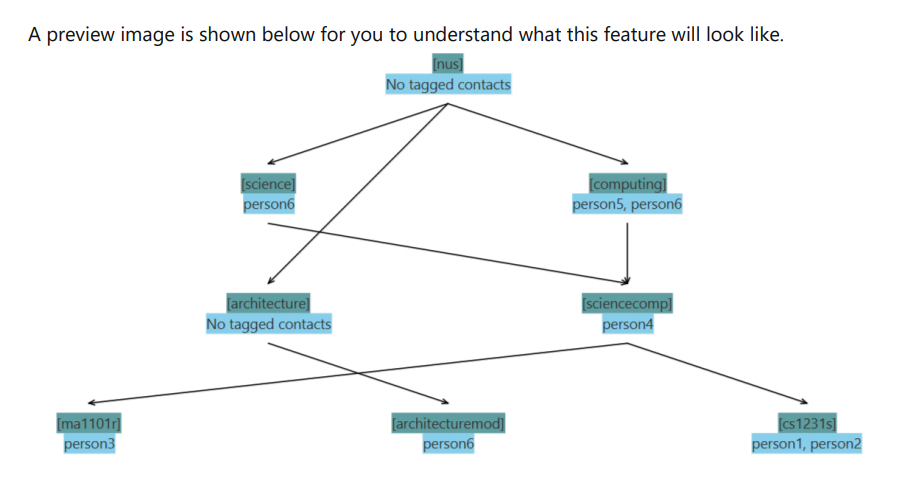 A preview image is shown below for you to understand what this feature will look like.
[nus]
No tagged contacts
[science]
person6
[computing]
person5, person6
[architecture]
No tagged contacts
[sciencecomp]
person4
[ma1101r]
person3
[architecturemod]
person6
[cs1231s]
person1, person2